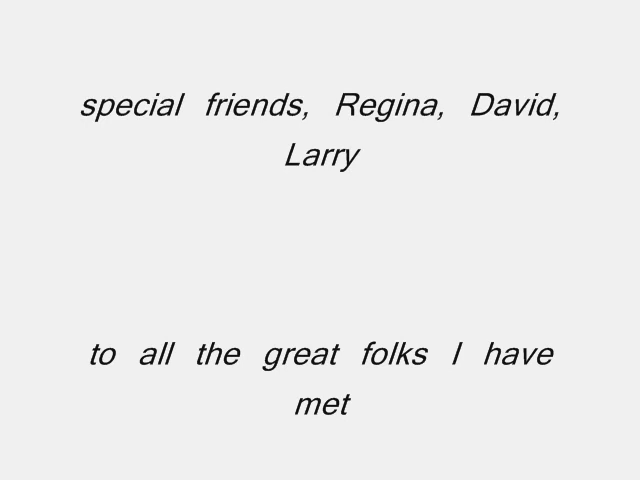 special friends, Regina, David,
Larry
to all the great folks I have
met